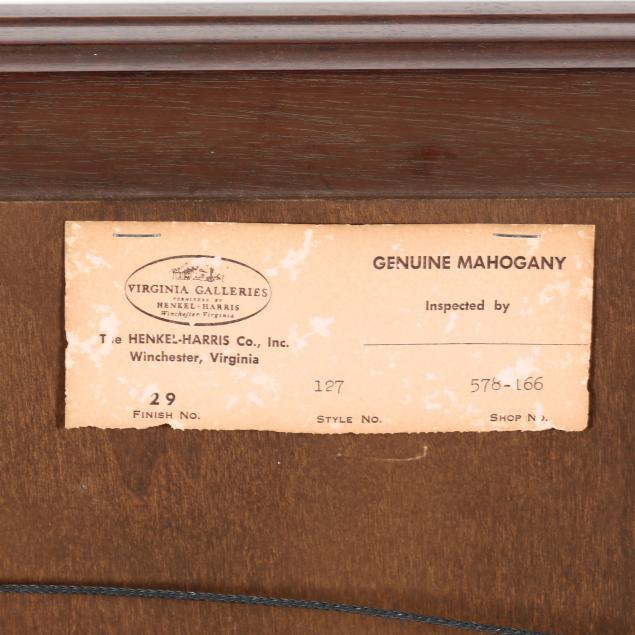 VIRGINIA GALLERIES
FURNITURE BY
HENKEL-HARRIS
Winchester Virginia
The HENKEL-HARRIS Co., Inc.
Winchester, Virginia
29
FINISH No.
127
STYLE No.
GENUINE MAHOGANY
Inspected by
578-166
SHOP No.